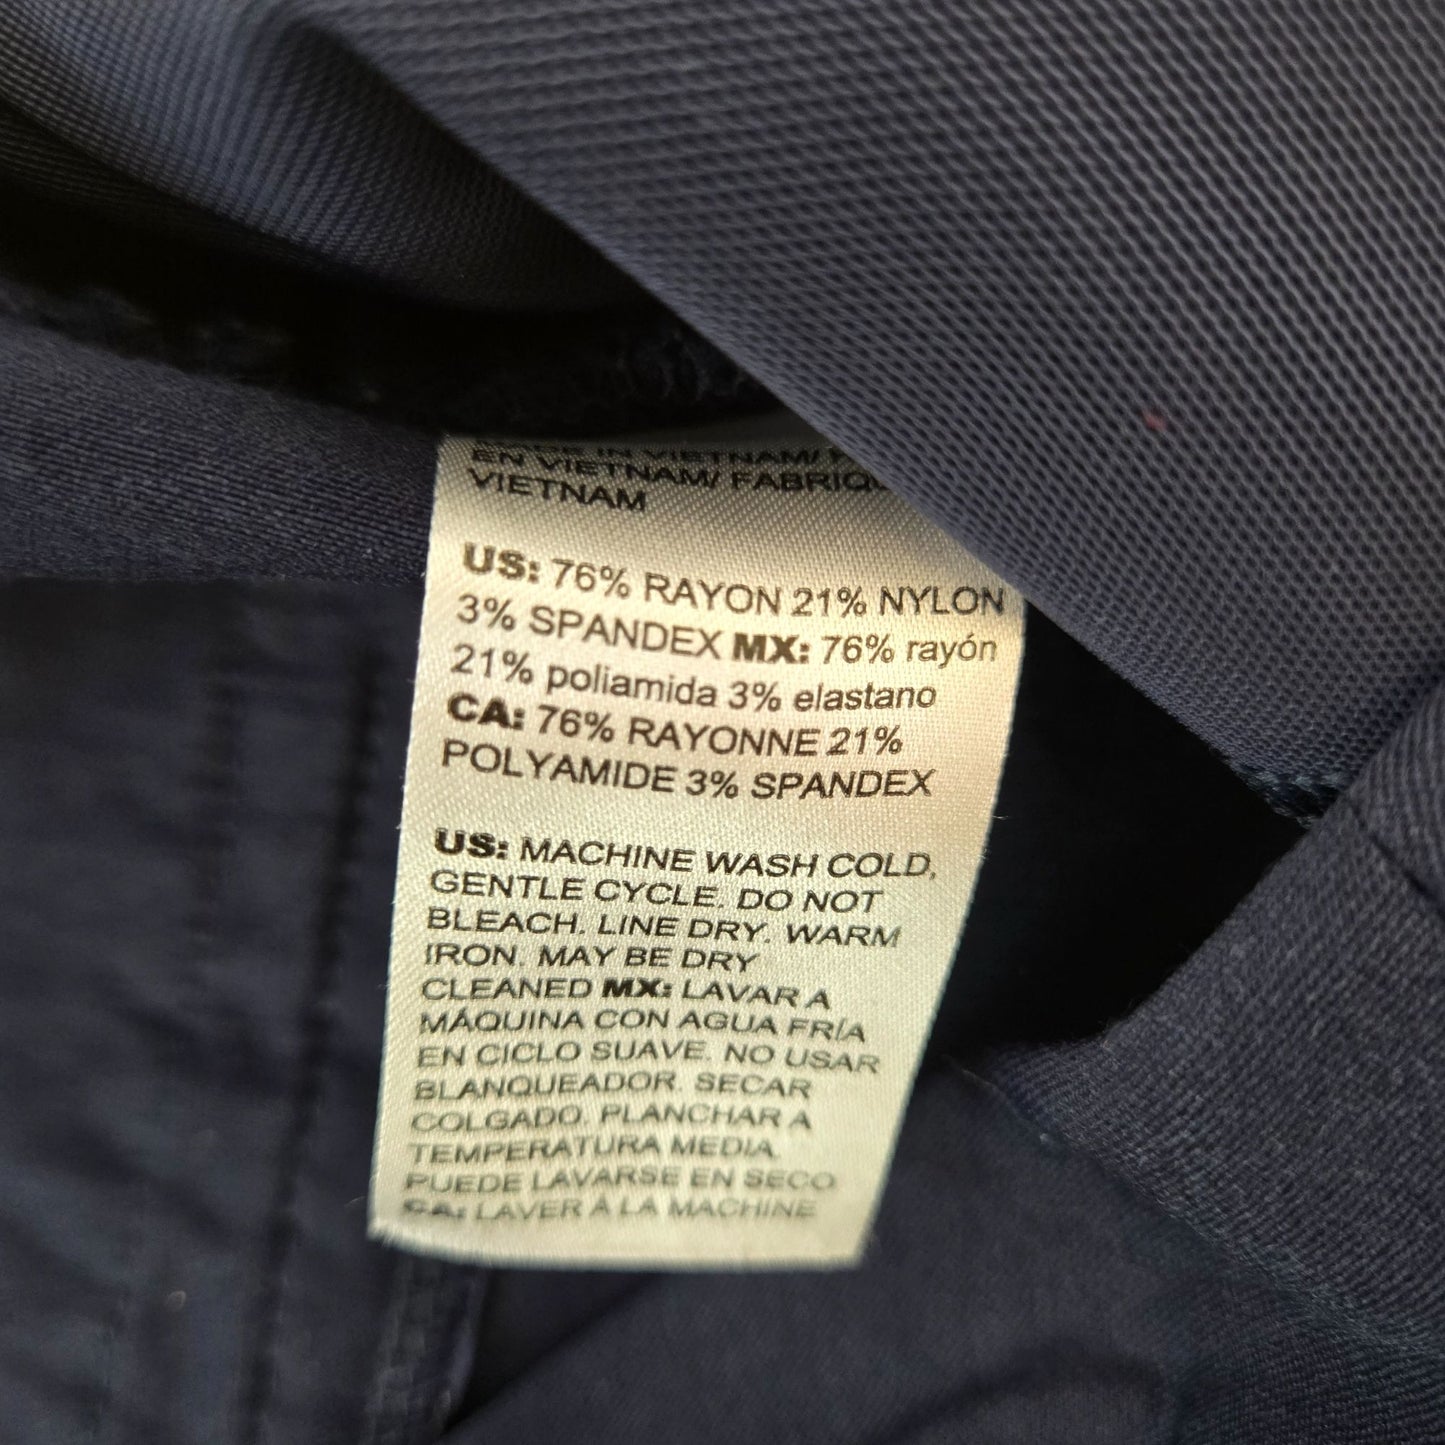 MADE IN VIETNAM/
EN VIETNAM/
VIETNAM
US: 76% RAYON 21% NYLON
3% SPANDEX MX: 76% rayón
21% poliamida 3% elastano
CA: 76% RAYONNE 21%
POLYAMIDE 3% SPANDEX
US: MACHINE WASH COLD,
GENTLE CYCLE. DO NOT
BLEACH. LINE DRY. WARM
IRON. MAY BE DRY
CLEANED MX: LAVAR A
MÁQUINA CON AGUA FRÍA
EN CICLO SUAVE. NO USAR
BLANQUEADOR. SECAR
COLGADO. PLANCHAR A
TEMPERATURA MEDIA.
PUEDE LAVARSE EN SECO
CA: LAVER A LA MACHINE